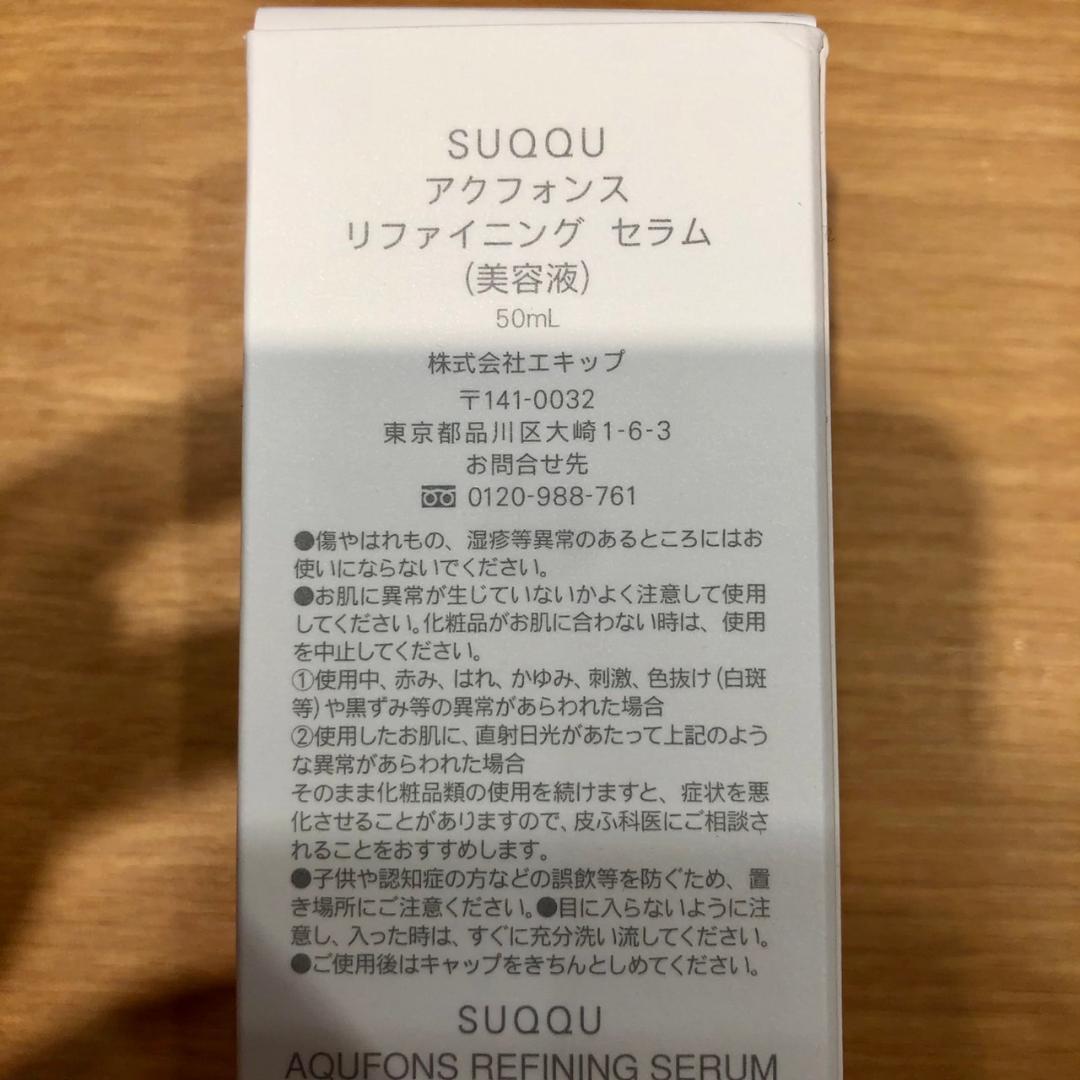 SUQQU
アクフォンス
リファイニング セラム
(美容液)
50mL
株式会社エキップ
〒141-0032
東京都品川区大崎1-6-3
お問合せ先
0120-988-761
●傷やはれもの、湿疹等異常のあるところにはお
使いにならないでください。
●お肌に異常が生じていないかよく注意して使用
してください。化粧品がお肌に合わない時は、使用
を中止してください。
①使用中、赤み、はれ、かゆみ、刺激、色抜け(白斑
等)や黒ずみ等の異常があらわれた場合
②使用したお肌に、直射日光があたって上記のよう
な異常があらわれた場合
そのまま化粧品類の使用を続けますと、症状を悪
化させることがありますので、皮ふ科医にご相談さ
れることをおすすめします。
●子供や認知症の方などの誤飲等を防ぐため、置
き場所にご注意ください。●目に入らないように注
意し、入った時は、すぐに充分洗い流してください。
●ご使用後はキャップをきちんとしめてください。
SUQQU
AQUFONS REFINING SERUM